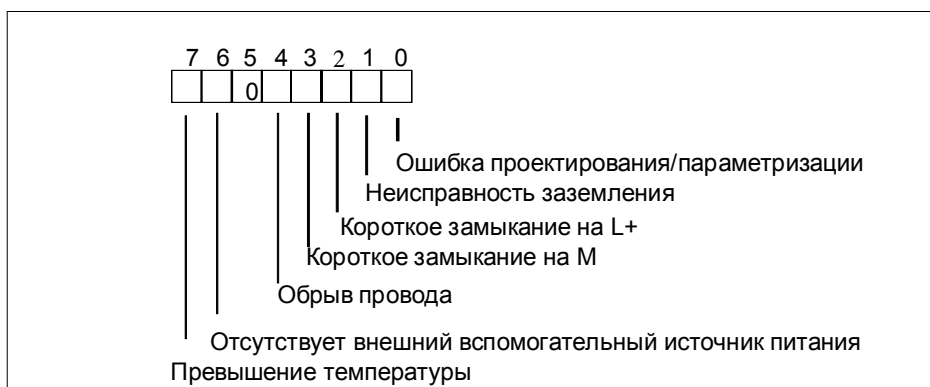 7 6 5 4 3 2 1 0
0
Ошибка проектирования/параметризации
Неисправность заземления
Короткое замыкание на L+
Короткое замыкание на M
Обрыв провода
Отсутствует внешний вспомогательный источник питания
Превышение температуры